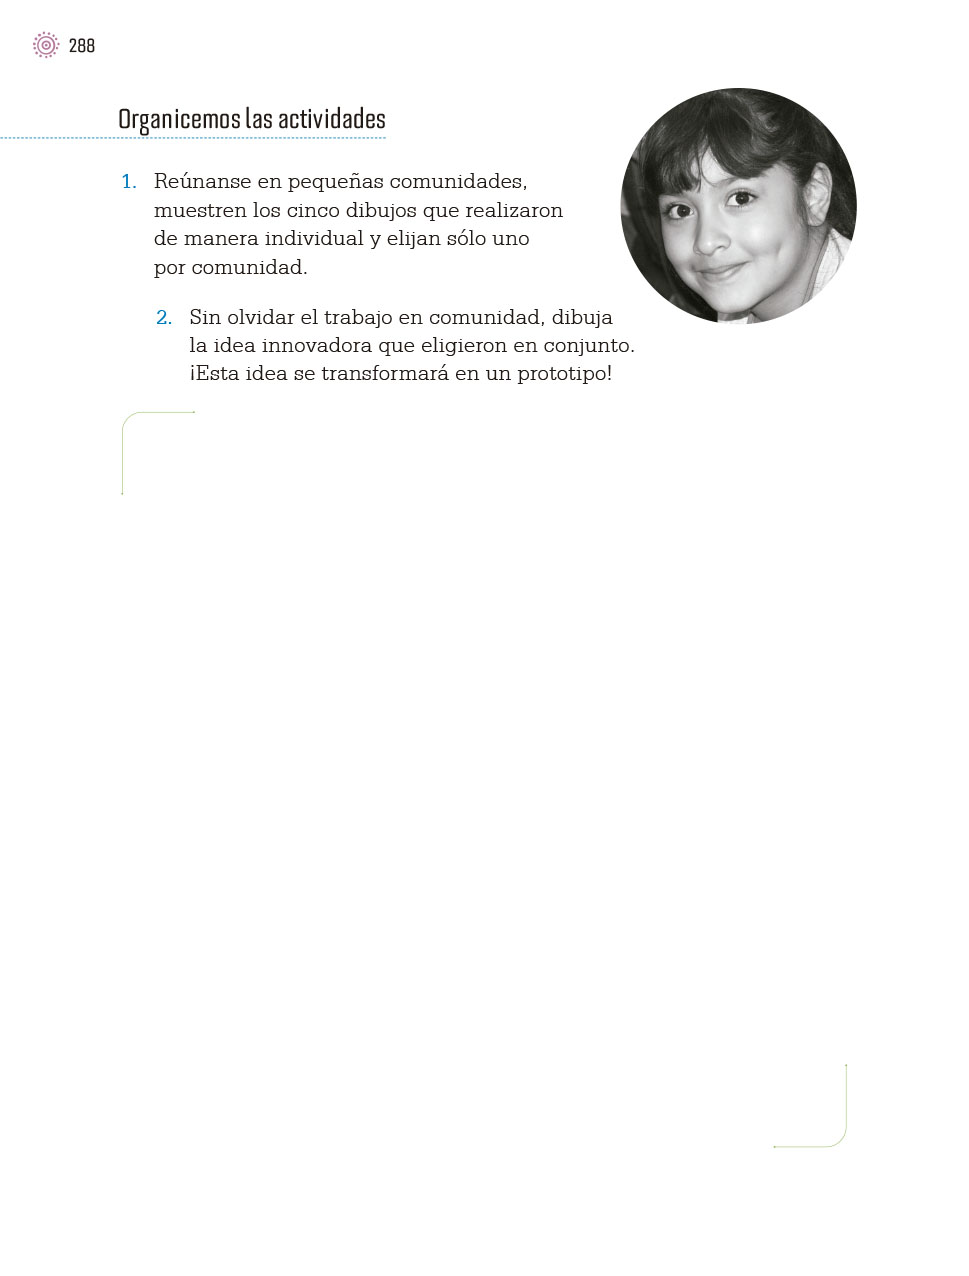 288
Organicemos las actividades
1. Reúnanse en pequeñas comunidades,
muestren los cinco dibujos que realizaron
de manera individual y elijan sólo uno
por comunidad.
2. Sin olvidar el trabajo en comunidad, dibuja
la idea innovadora que eligieron en conjunto.
¡Esta idea se transformará en un prototipo!